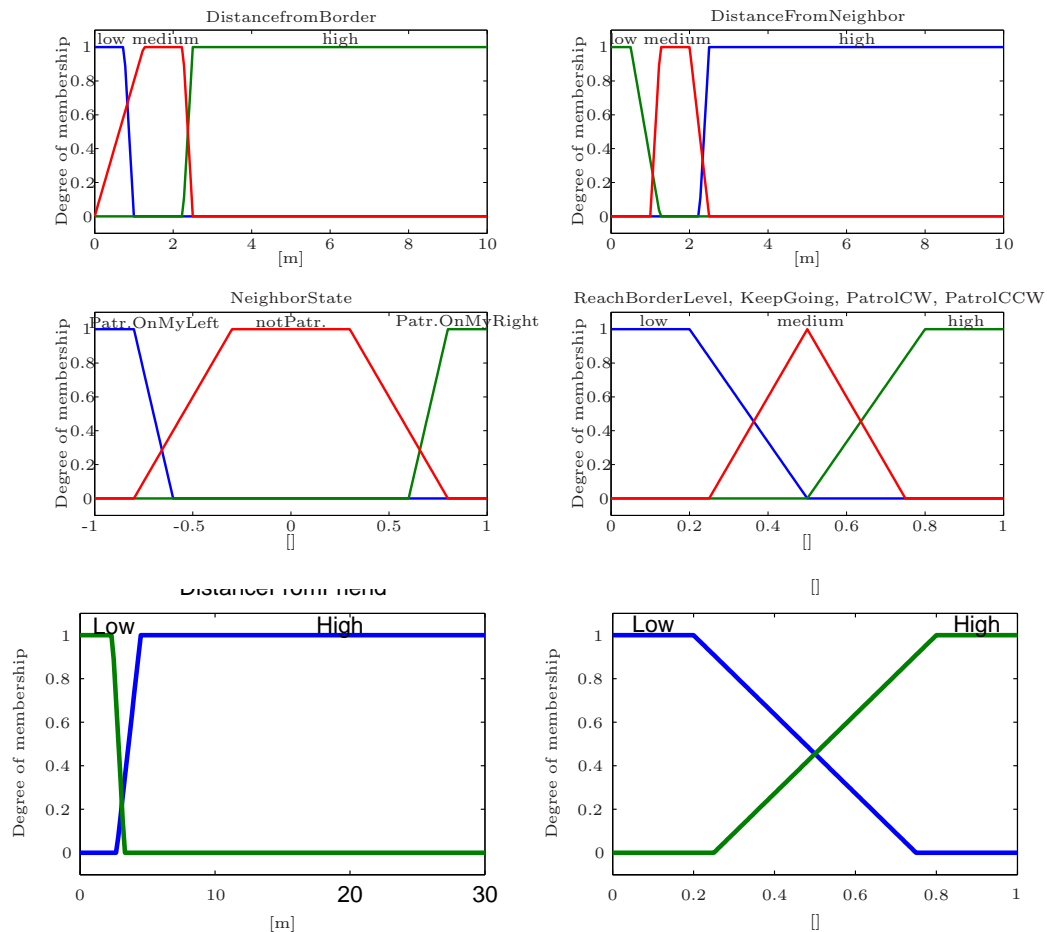 DistancefromBorder
low medium high
1
0.8
0.6
0.4
0.2
0
Degree of membership
0 2 4 6 8 10
[m]
DistanceFromNeighbor
low medium high
1
0.8
0.6
0.4
0.2
0
Degree of membership
0 2 4 6 8 10
[m]
NeighborState
Patr.OnMyLeft notPatr. Patr.OnMyRight
1
0.8
0.6
0.4
0.2
0
Degree of membership
-1 -0.5 0 0.5 1
[]
ReachBorderLevel, KeepGoing, PatrolCW, PatrolCCW
low medium high
1
0.8
0.6
0.4
0.2
0
Degree of membership
0 0.2 0.4 0.6 0.8 1
[]
DistanceFromFriend
Low High
1
0.8
0.6
0.4
0.2
0
Degree of membership
0 10 20 30
[m]
[]
Low High
1
0.8
0.6
0.4
0.2
0
Degree of membership
0 0.2 0.4 0.6 0.8 1
[]